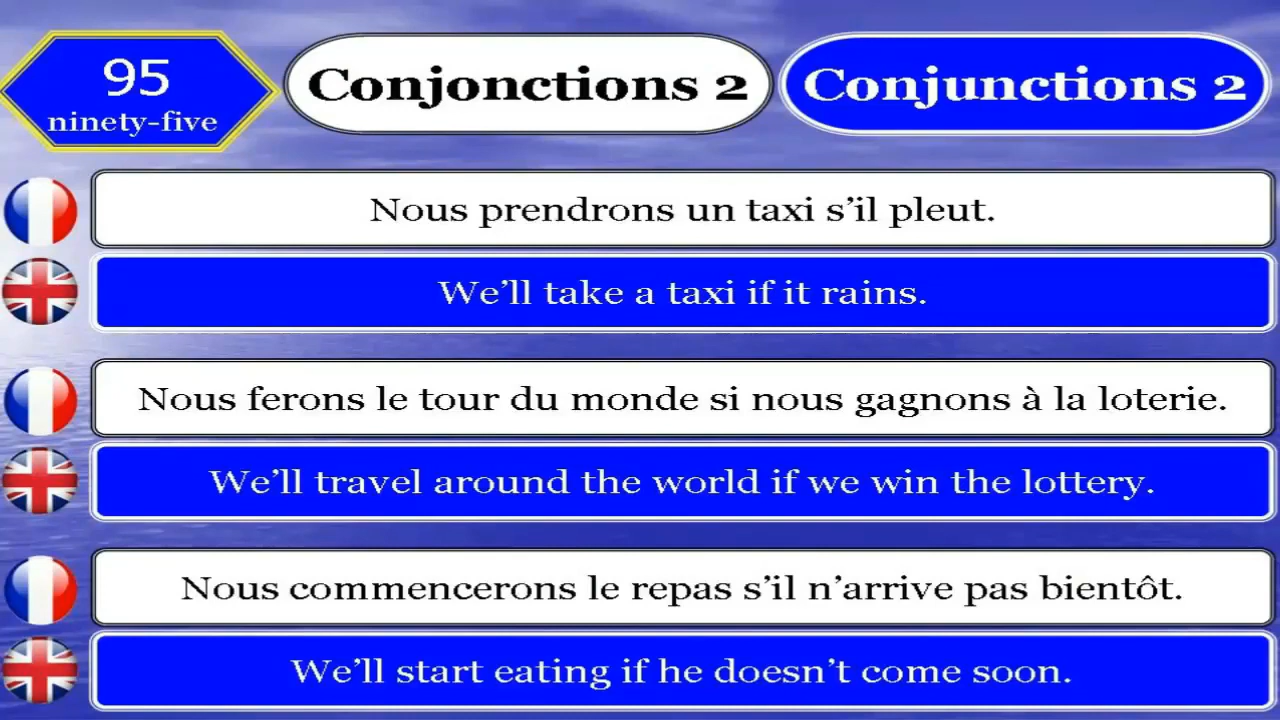 95
ninety-five
Conjonctions 2
Conjunctions 2
Nous prendrons un taxi s’il pleut.
We’ll take a taxi if it rains.
Nous ferons le tour du monde si nous gagnons à la loterie.
We’ll travel around the world if we win the lottery.
Nous commencerons le repas s’il n’arrive pas bientôt.
We’ll start eating if he doesn’t come soon.